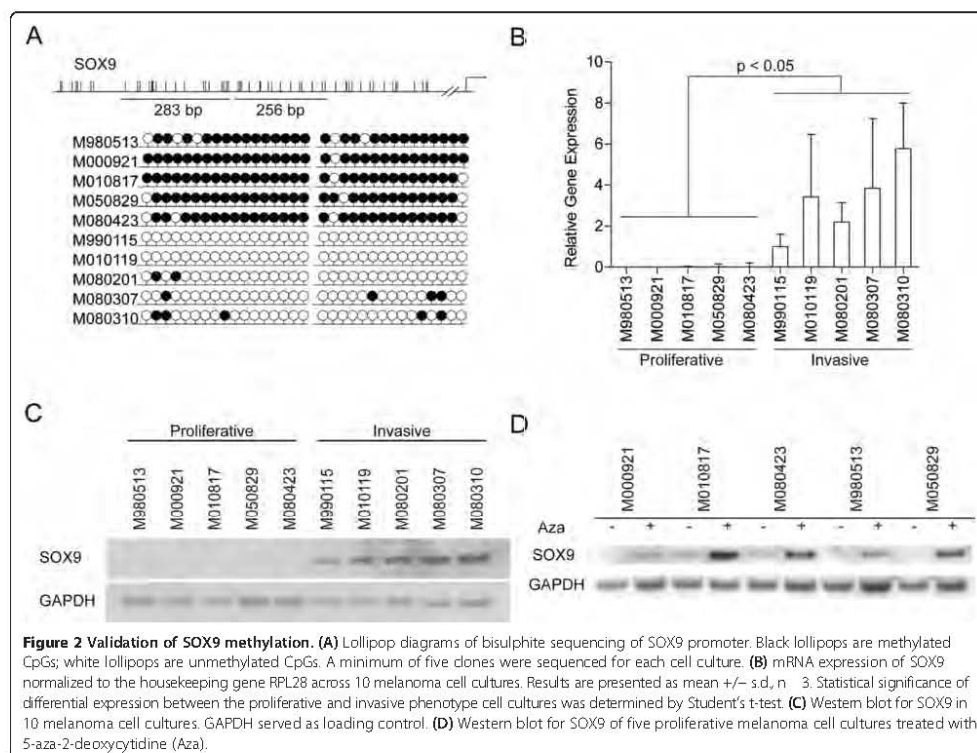 A
SOX9
283 bp 256 bp
M980513
M000921
M010817
M050829
M080423
M990115
M010119
M080201
M080307
M080310
B
p < 0.05
Relative Gene Expression
10
8
6
4
2
0
M980513 M000921 M010817 M050829 M080423 M990115 M010119 M080201 M080307 M080310
Proliferative Invasive
C
Proliferative Invasive
M980513 M000921 M010817 M050829 M080423 M990115 M010119 M080201 M080307 M080310
SOX9
GAPDH
D
M000921 M010817 M080423 M980513 M050829
Aza - + - + - + - + - +
SOX9
GAPDH
Figure 2 Validation of SOX9 methylation. (A) Lollipop diagrams of bisulphite sequencing of SOX9 promoter. Black lollipops are methylated
CpGs; white lollipops are unmethylated CpGs. A minimum of five clones were sequenced for each cell culture. (B) mRNA expression of SOX9
normalized to the housekeeping gene RPL28 across 10 melanoma cell cultures. Results are presented as mean +/− s.d., n 3. Statistical significance of
differential expression between the proliferative and invasive phenotype cell cultures was determined by Student's t-test. (C) Western blot for SOX9 in
10 melanoma cell cultures. GAPDH served as loading control. (D) Western blot for SOX9 of five proliferative melanoma cell cultures treated with
5-aza-2-deoxycytidine (Aza).